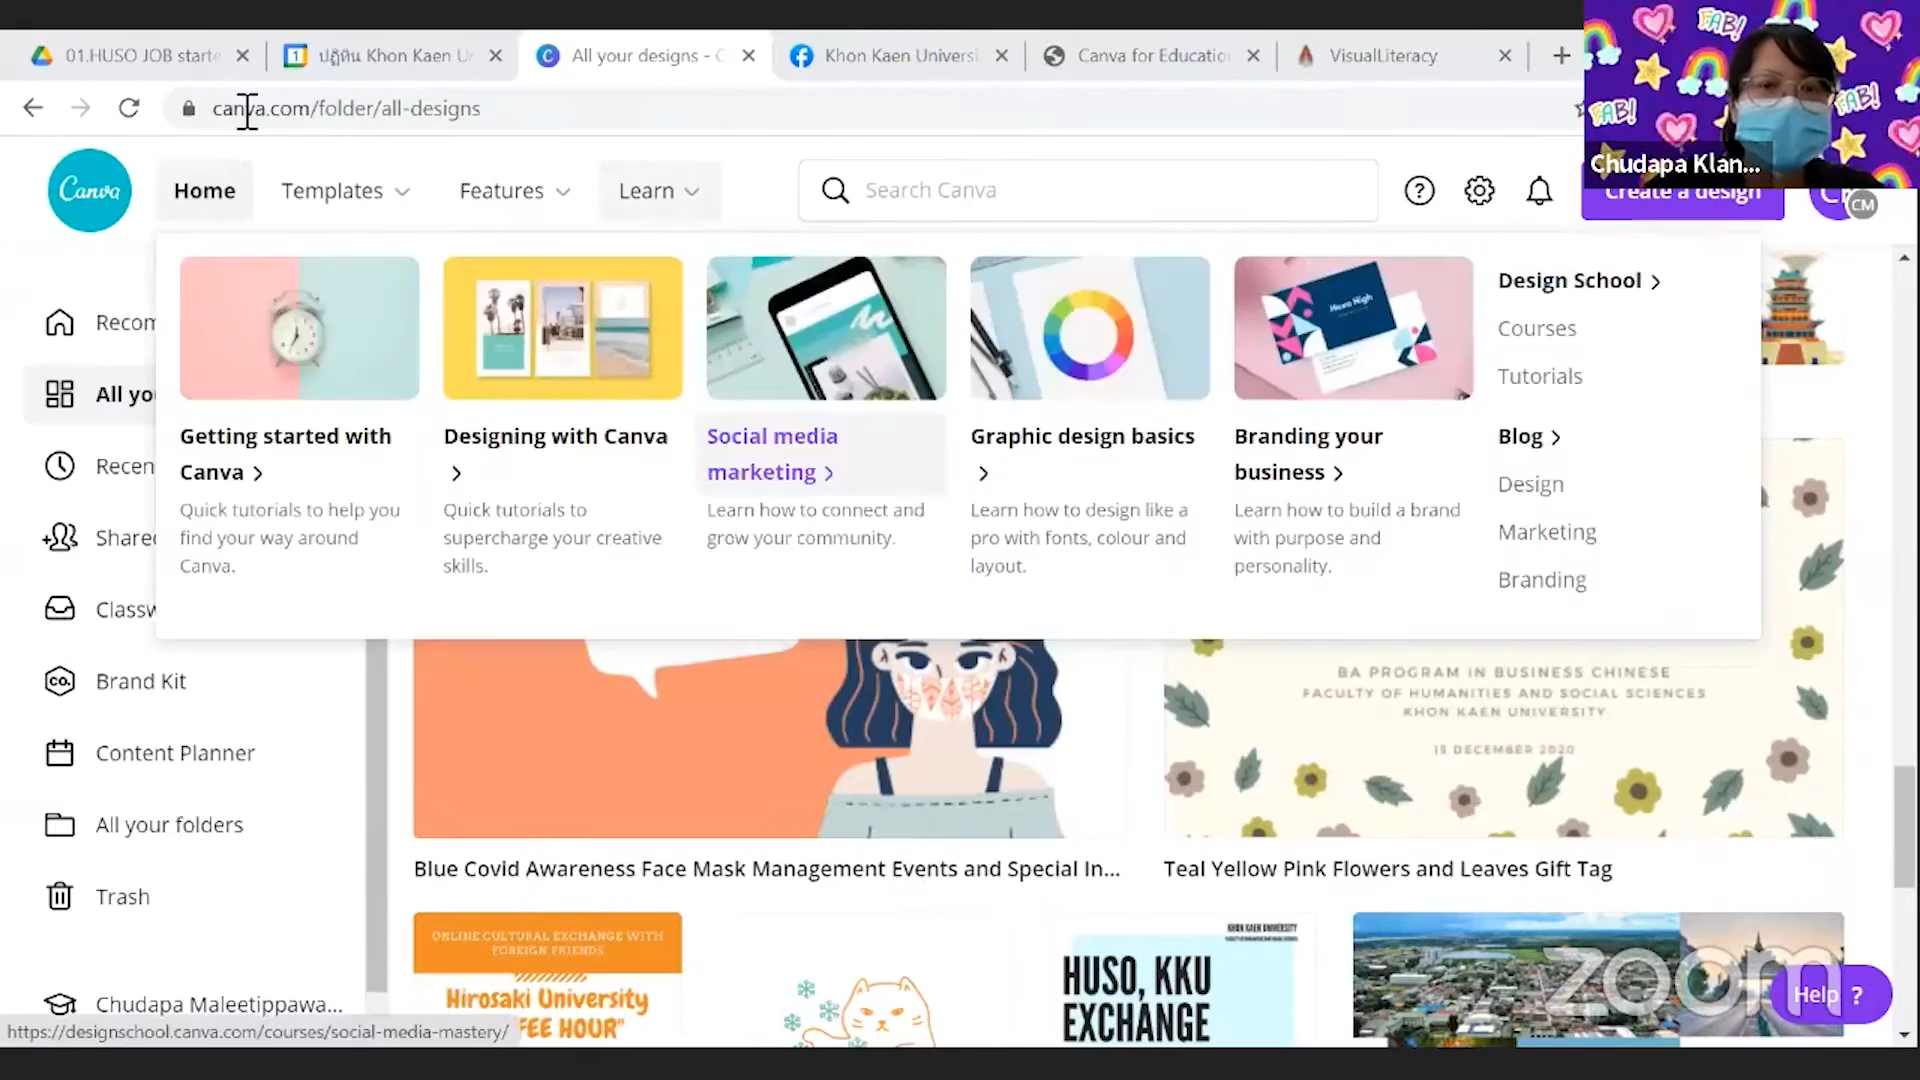 01.HUSO JOB starte
ปฏิทิน Khon Kaen Ur
All your designs - C
Khon Kaen Universi
Canva for Educatio
VisualLiteracy
canva.com/folder/all-designs
FAB!
FAB!
FAB!
Chudapa Klan...
Canva
Home
Templates
Features
Learn
Search Canva
Create a design
CM
Recom
All you
Recen
Shared
Classw
Brand Kit
Content Planner
All your folders
Trash
Chudapa Maleetippawa...
Getting started with
Canva
Quick tutorials to help you
find your way around
Canva.
Designing with Canva
Quick tutorials to
supercharge your creative
skills.
Social media
marketing
Learn how to connect and
grow your community.
Graphic design basics
Learn how to design like a
pro with fonts, colour and
layout.
Branding your
business
Learn how to build a brand
with purpose and
personality.
Design School
Courses
Tutorials
Blog
Design
Marketing
Branding
BA PROGRAM IN BUSINESS CHINESE
FACULTY OF HUMANITIES AND SOCIAL SCIENCES
KHON KAEN UNIVERSITY
15 DECEMBER 2020
Blue Covid Awareness Face Mask Management Events and Special In...
Teal Yellow Pink Flowers and Leaves Gift Tag
ONLINE CULTURAL EXCHANGE WITH
FOREIGN FRIENDS
Hirosaki University
FEE HOUR"
KHON KAEN UNIVERSITY
HUSO, KKU
EXCHANGE
zoom
Help ?
https://designschool.canva.com/courses/social-media-mastery/